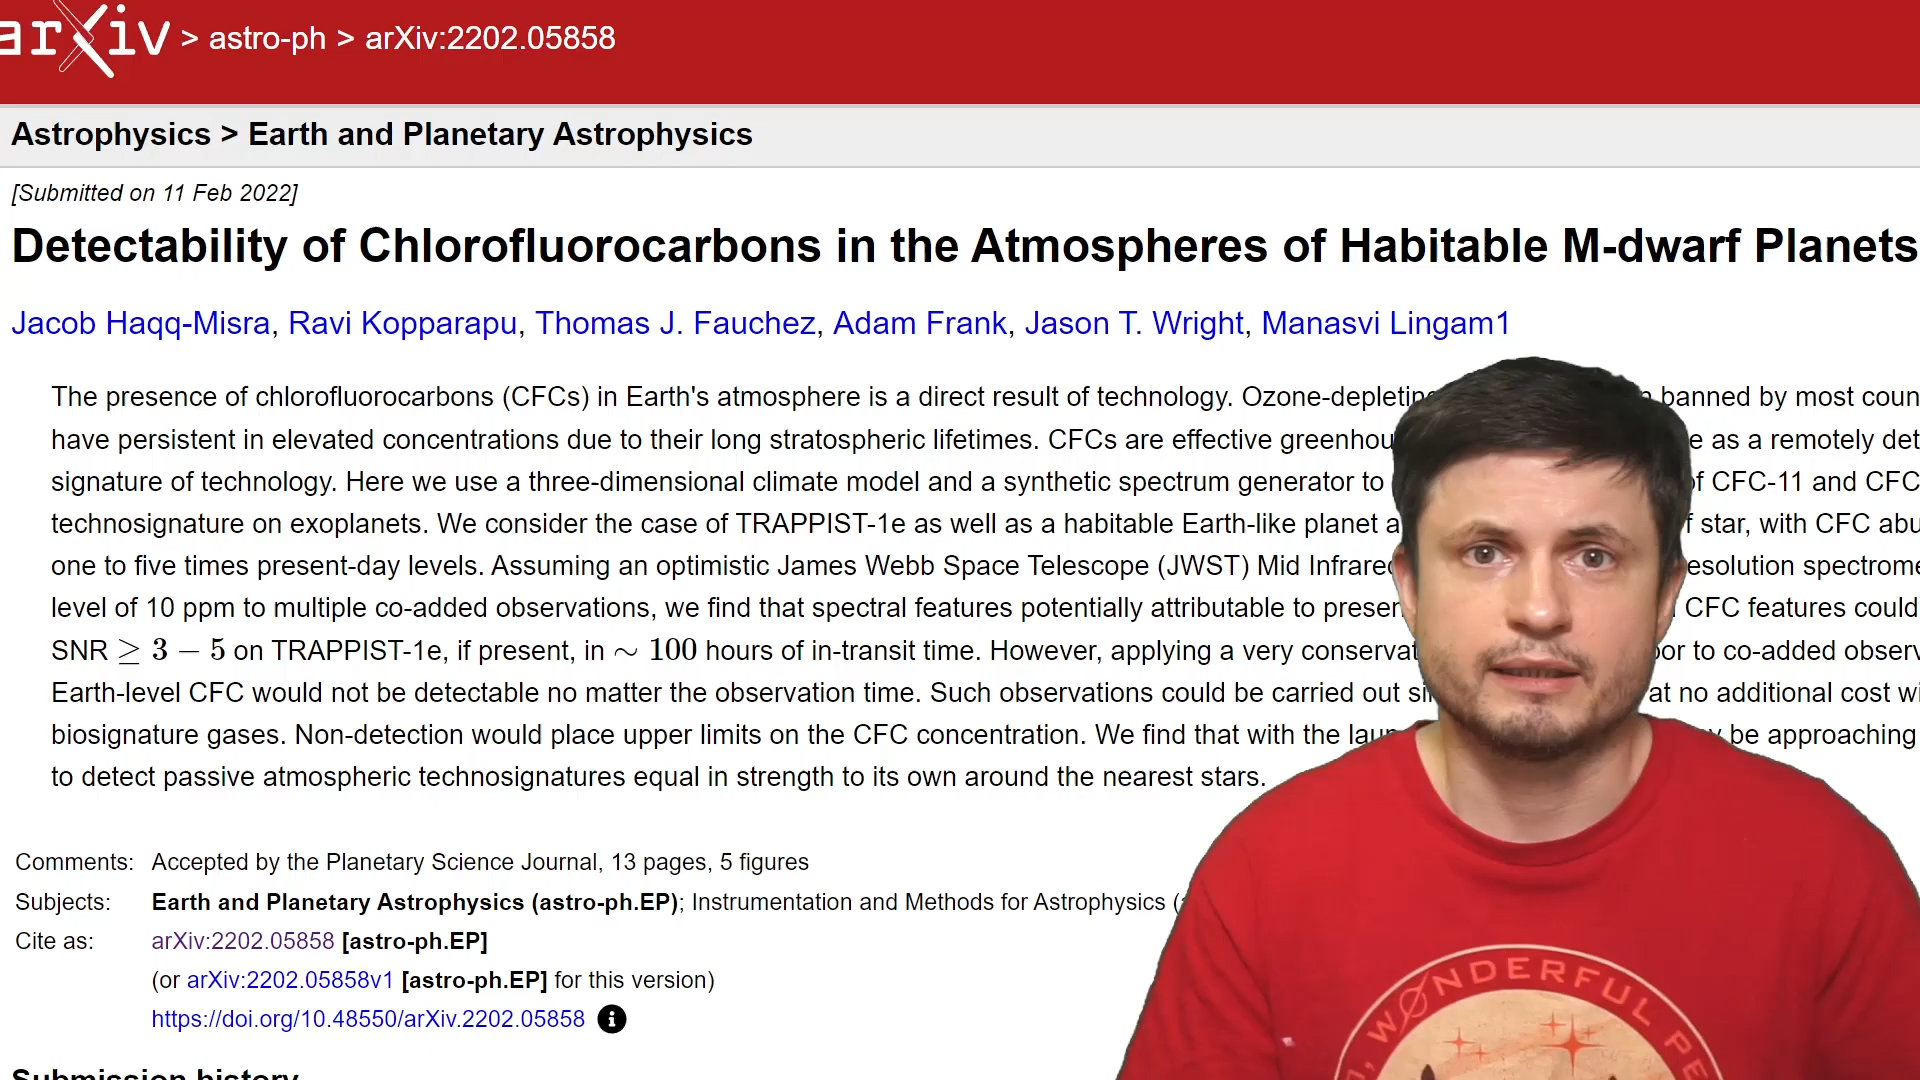 arXiv > astro-ph > arXiv:2202.05858
Astrophysics > Earth and Planetary Astrophysics
[Submitted on 11 Feb 2022]
Detectability of Chlorofluorocarbons in the Atmospheres of Habitable M-dwarf Planets
Jacob Haqq-Misra, Ravi Kopparapu, Thomas J. Fauchez, Adam Frank, Jason T. Wright, Manasvi Lingam1
The presence of chlorofluorocarbons (CFCs) in Earth's atmosphere is a direct result of technology. banned by most
have persistent in elevated concentrations due to their long stratospheric lifetimes. CFCs are effective as a remotely
signature of technology. Here we use a three-dimensional climate model and a synthetic spectrum generator to of CFC-11 and
technosignature on exoplanets. We consider the case of TRAPPIST-1e as well as a habitable Earth-like planet star, with CFC
one to five times present-day levels. Assuming an optimistic James Webb Space Telescope (JWST) Mid
level of 10 ppm to multiple co-added observations, we find that spectral features potentially attributable to CFC features could
SNR ≥ 3 − 5 on TRAPPIST-1e, if present, in ∼ 100 hours of in-transit time. However, applying a very to co-added
Earth-level CFC would not be detectable no matter the observation time. Such observations could be carried out at no additional cost
biosignature gases. Non-detection would place upper limits on the CFC concentration. We find that with the be approaching
to detect passive atmospheric technosignatures equal in strength to its own around the nearest stars.
Comments: Accepted by the Planetary Science Journal, 13 pages, 5 figures
Subjects: Earth and Planetary Astrophysics (astro-ph.EP); Instrumentation and Methods for Astrophysics (
Cite as: arXiv:2202.05858 [astro-ph.EP]
(or arXiv:2202.05858v1 [astro-ph.EP] for this version)
https://doi.org/10.48550/arXiv.2202.05858
Submission history
WONDERFUL